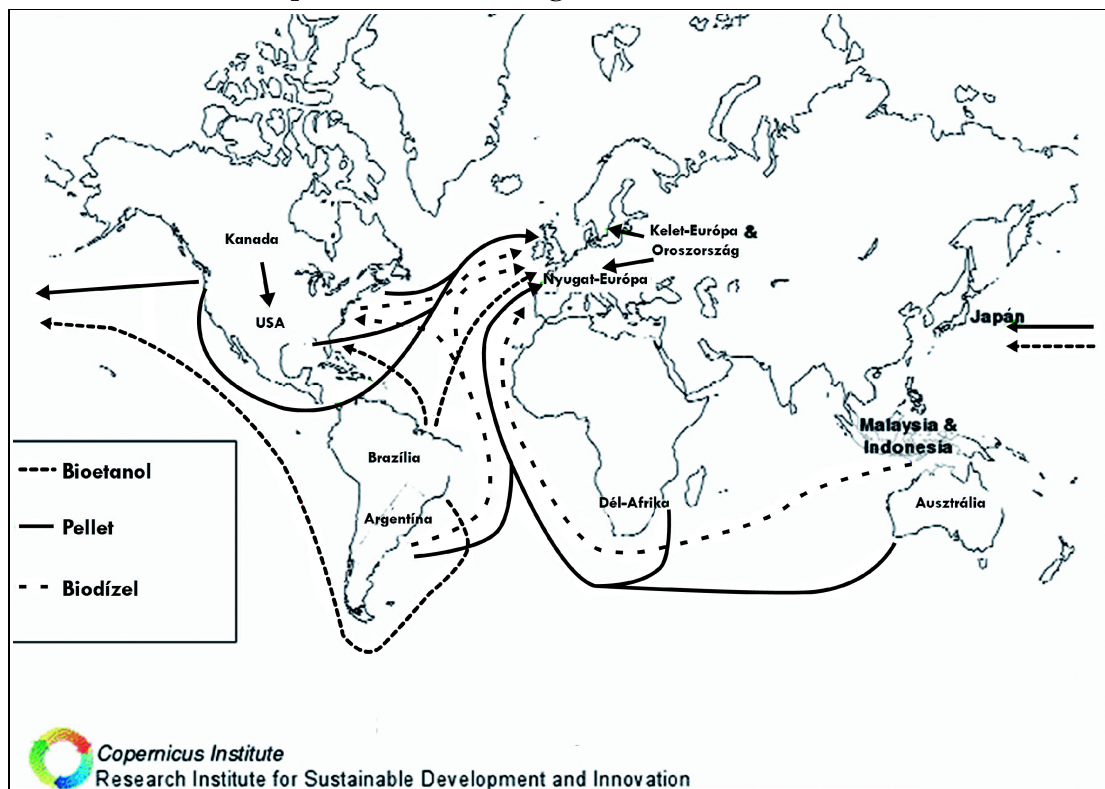 Kanada
USA
Kelet-Európa &
Oroszország
Nyugat-Európa
Japán
Malaysia &
Indonesia
Brazília
Argentína
Dél-Afrika
Ausztrália
Bioetanol
Pellet
Biodízel
Copernicus Institute
Research Institute for Sustainable Development and Innovation